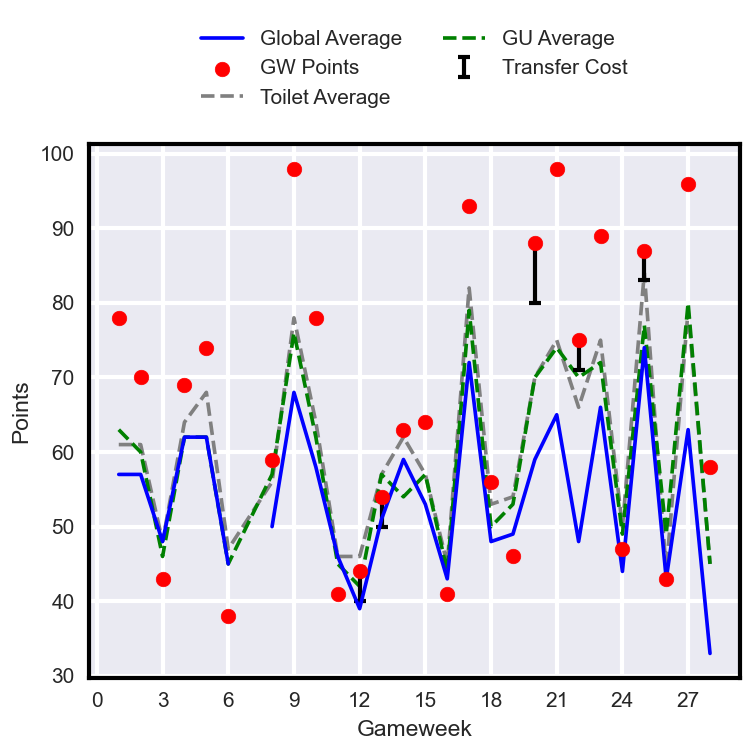 Global Average
GW Points
Toilet Average
GU Average
Transfer Cost
100
90
80
70
60
50
40
30
Points
0 3 6 9 12 15 18 21 24 27
Gameweek